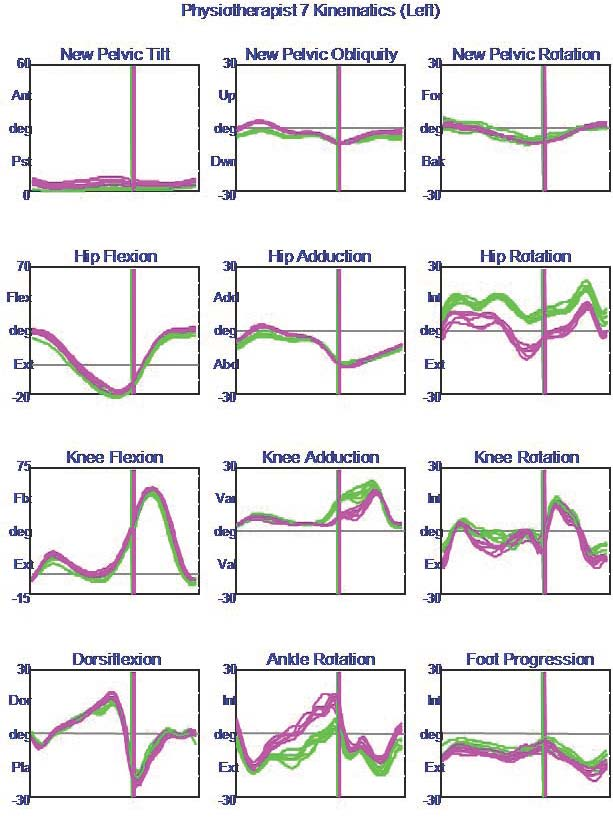 Physiotherapist 7 Kinematics (Left)
New Pelvic Tilt New Pelvic Obliquity New Pelvic Rotation
60 30 30
Ant Up For
deg deg deg
Pst Dwn Bak
0 -30 -30
Hip Flexion Hip Adduction Hip Rotation
70 30 30
Flex Add Int
deg deg deg
Ext Abd Ext
-20 -30 -30
Knee Flexion Knee Adduction Knee Rotation
75 30 30
Var Int
deg deg deg
Ext Val Ext
-15 -30 -30
Dorsiflexion Ankle Rotation Foot Progression
30 30 30
Dor Int Int
deg deg deg
Pla Ext Ext
-30 -30 -30